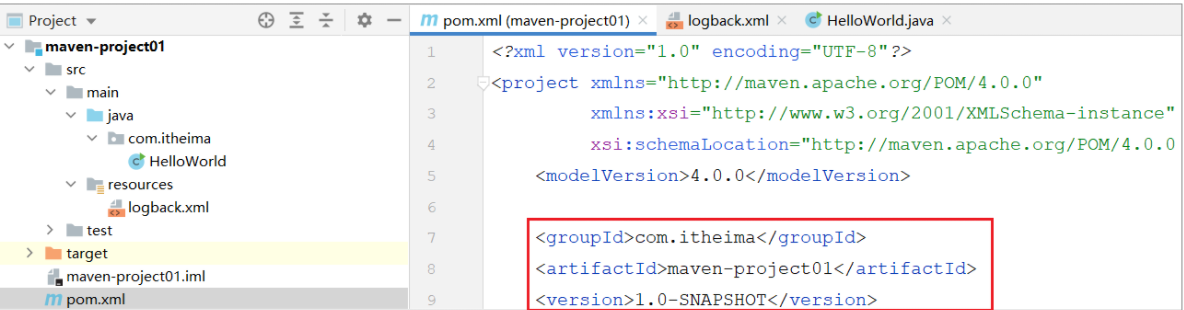 Project
maven-project01
src
main
java
com.itheima
HelloWorld
resources
logback.xml
test
target
maven-project01.iml
pom.xml
pom.xml (maven-project01)
logback.xml
HelloWorld.java
1 <?xml version="1.0" encoding="UTF-8"?>
2 <project xmlns="http://maven.apache.org/POM/4.0.0"
3 xmlns:xsi="http://www.w3.org/2001/XMLSchema-instance"
4 xsi:schemaLocation="http://maven.apache.org/POM/4.0.0
5 <modelVersion>4.0.0</modelVersion>
6
7 <groupId>com.itheima</groupId>
8 <artifactId>maven-project01</artifactId>
9 <version>1.0-SNAPSHOT</version>